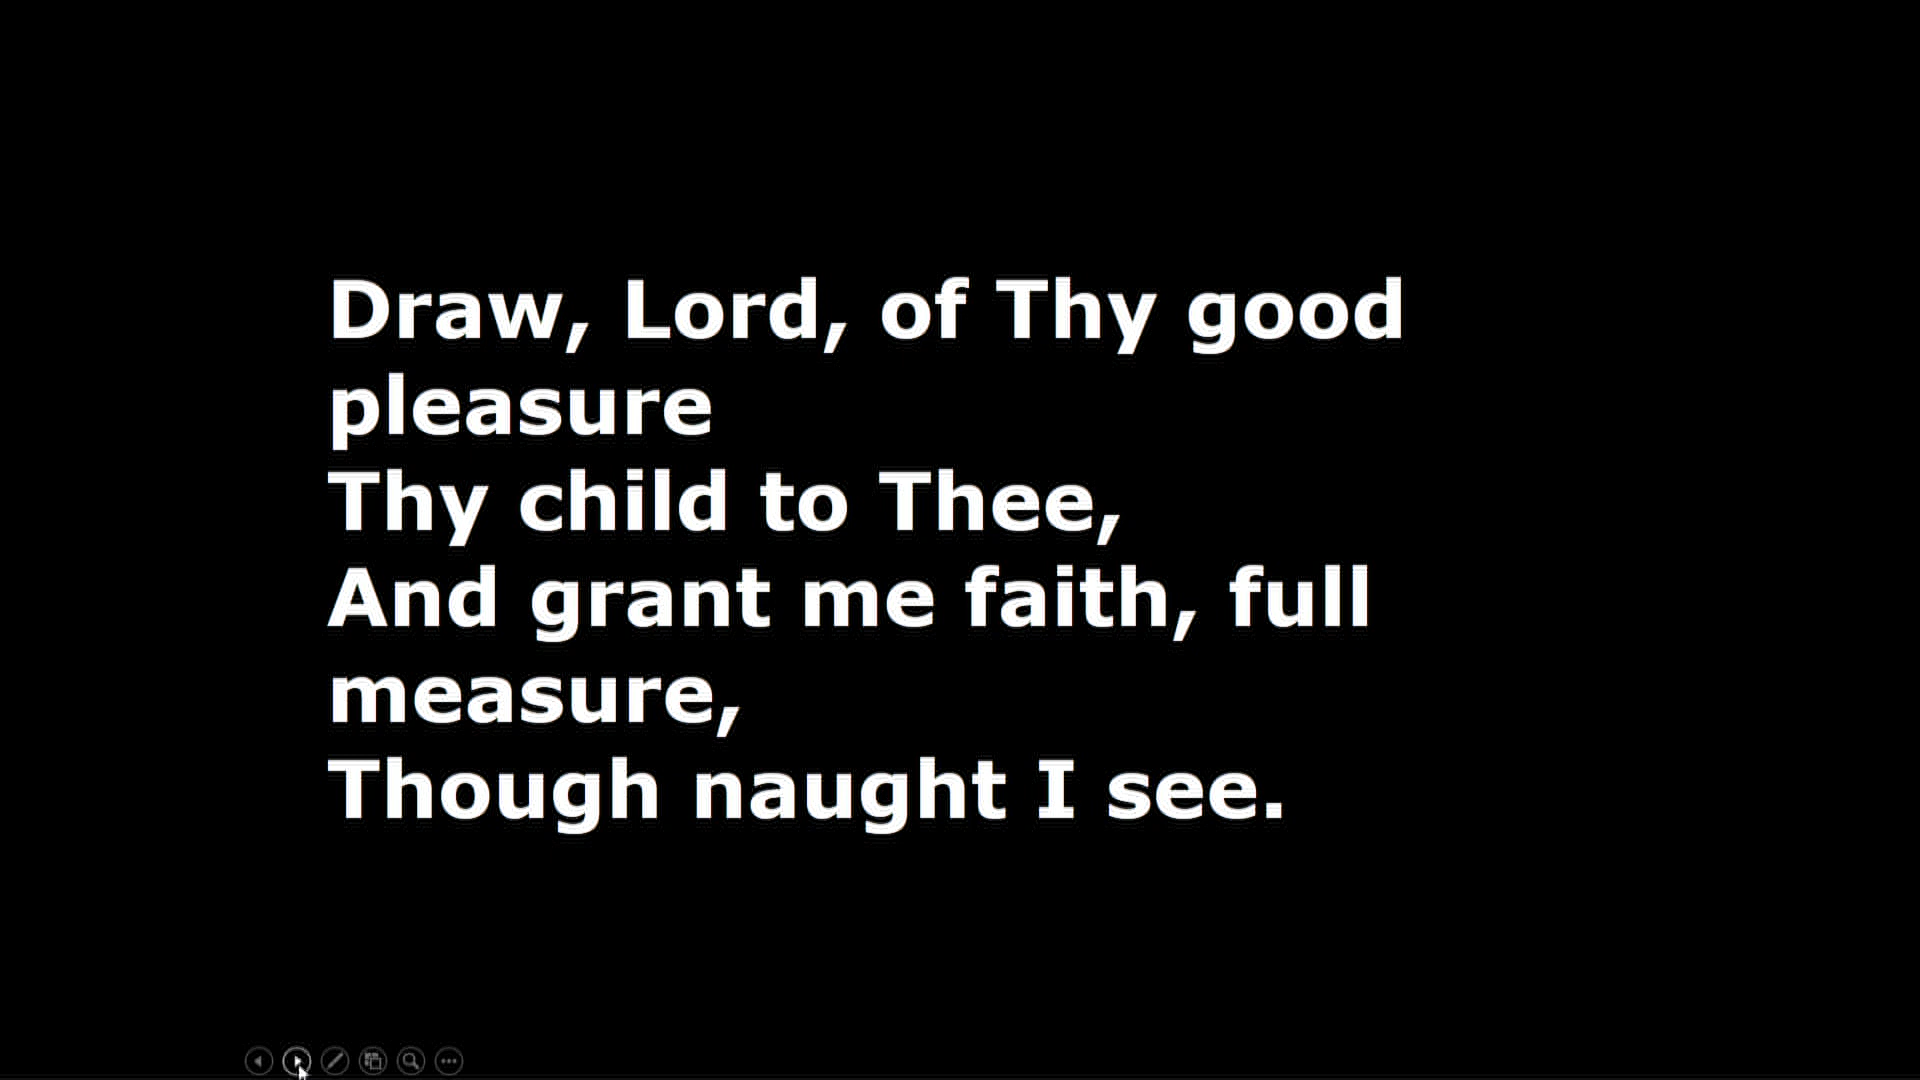 Draw, Lord, of Thy good
pleasure
Thy child to Thee,
And grant me faith, full
measure,
Though naught I see.